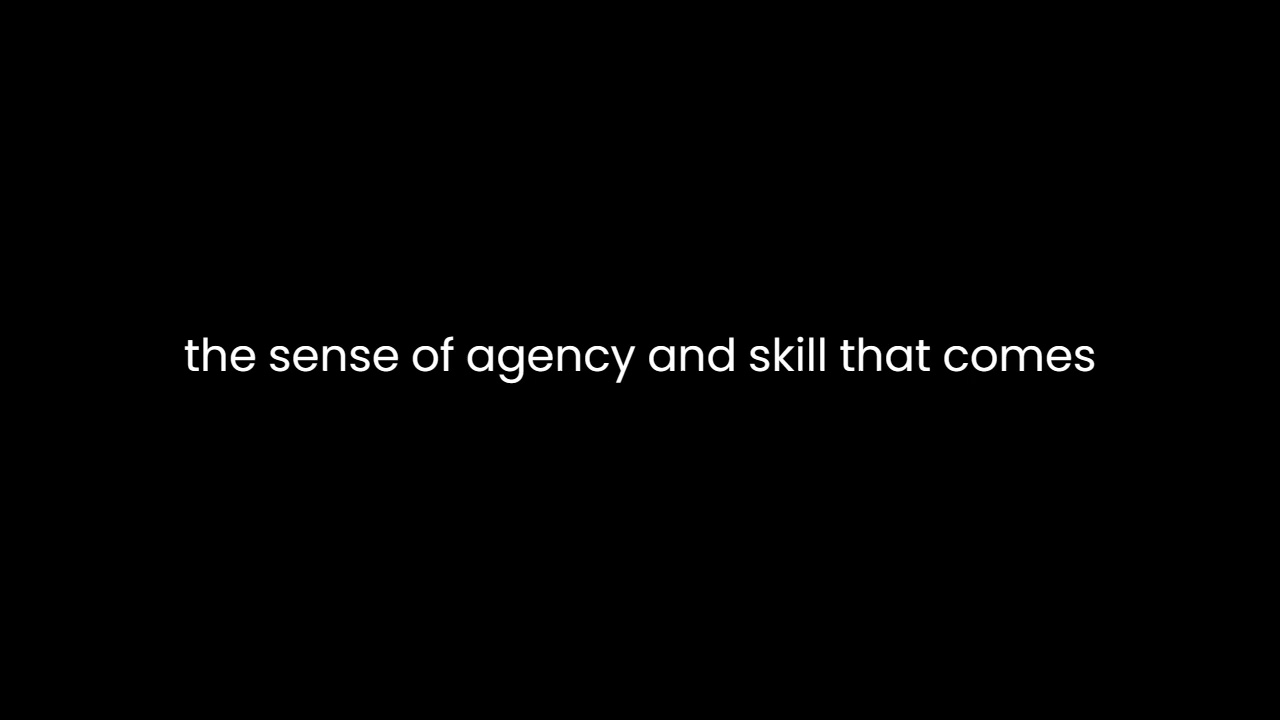 the sense of agency and skill that comes